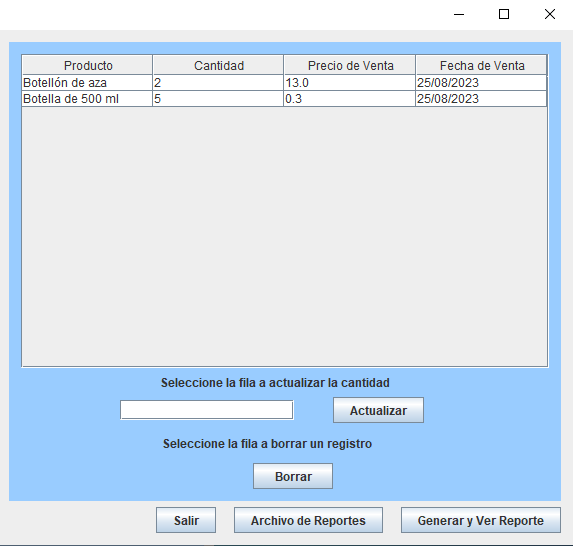 Producto Cantidad Precio de Venta Fecha de Venta
Botellón de aza 2 13.0 25/08/2023
Botella de 500 ml 5 0.3 25/08/2023
Seleccione la fila a actualizar la cantidad
Actualizar
Seleccione la fila a borrar un registro
Borrar
Salir Archivo de Reportes Generar y Ver Reporte